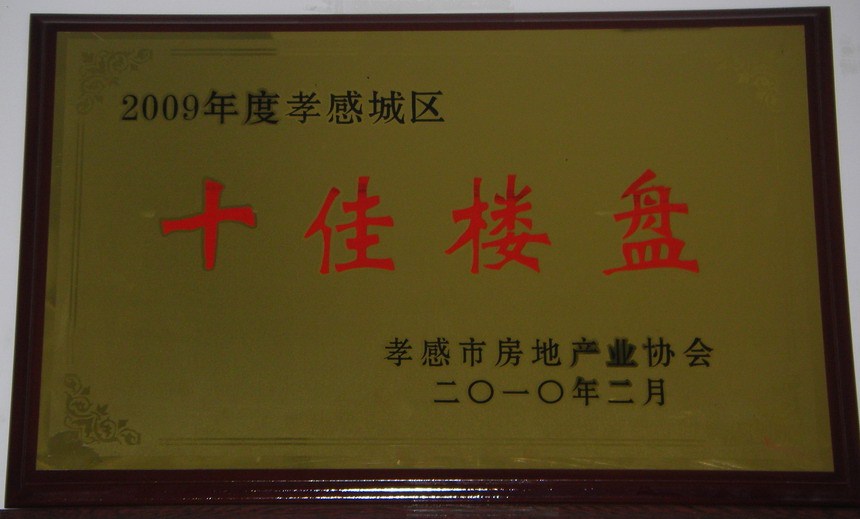 2009年度孝感城区
十佳楼盘
孝感市房地产业协会
二〇一〇年二月